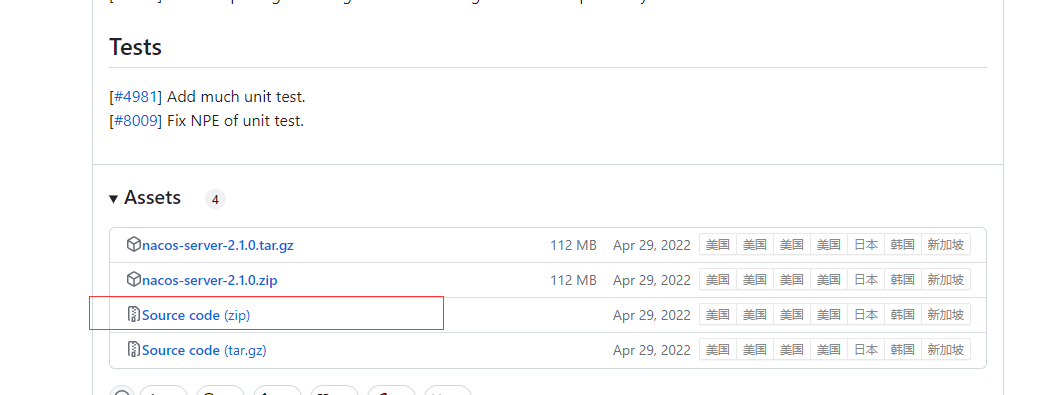 Tests
[#4981] Add much unit test.
[#8009] Fix NPE of unit test.
Assets 4
nacos-server-2.1.0.tar.gz 112 MB Apr 29, 2022 美国 美国 美国 美国 日本 韩国 新加坡
nacos-server-2.1.0.zip 112 MB Apr 29, 2022 美国 美国 美国 美国 日本 韩国 新加坡
Source code (zip) Apr 29, 2022 美国 美国 美国 美国 日本 韩国 新加坡
Source code (tar.gz) Apr 29, 2022 美国 美国 美国 美国 日本 韩国 新加坡